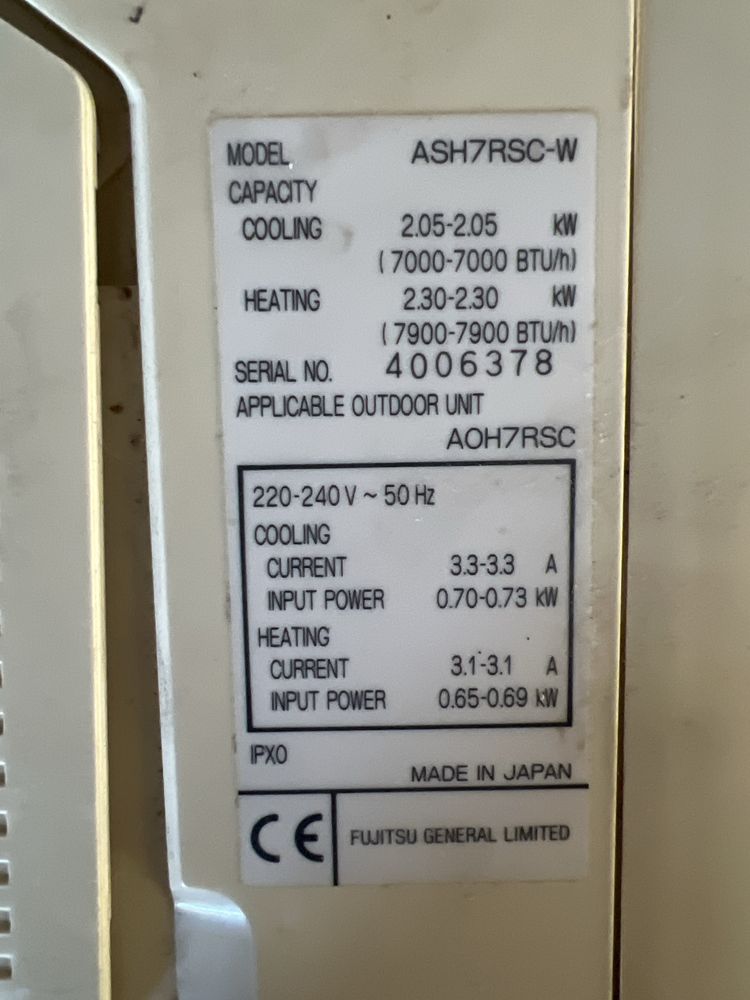 MODEL ASH7RSC-W
CAPACITY
COOLING 2.05-2.05 kW
(7000-7000 BTU/h)
HEATING 2.30-2.30 kW
(7900-7900 BTU/h)
SERIAL NO. 4006378
APPLICABLE OUTDOOR UNIT
AOH7RSC
220-240 V ~ 50 Hz
COOLING
CURRENT 3.3-3.3 A
INPUT POWER 0.70-0.73 kW
HEATING
CURRENT 3.1-3.1 A
INPUT POWER 0.65-0.69 kW
IPX0
MADE IN JAPAN
CE FUJITSU GENERAL LIMITED